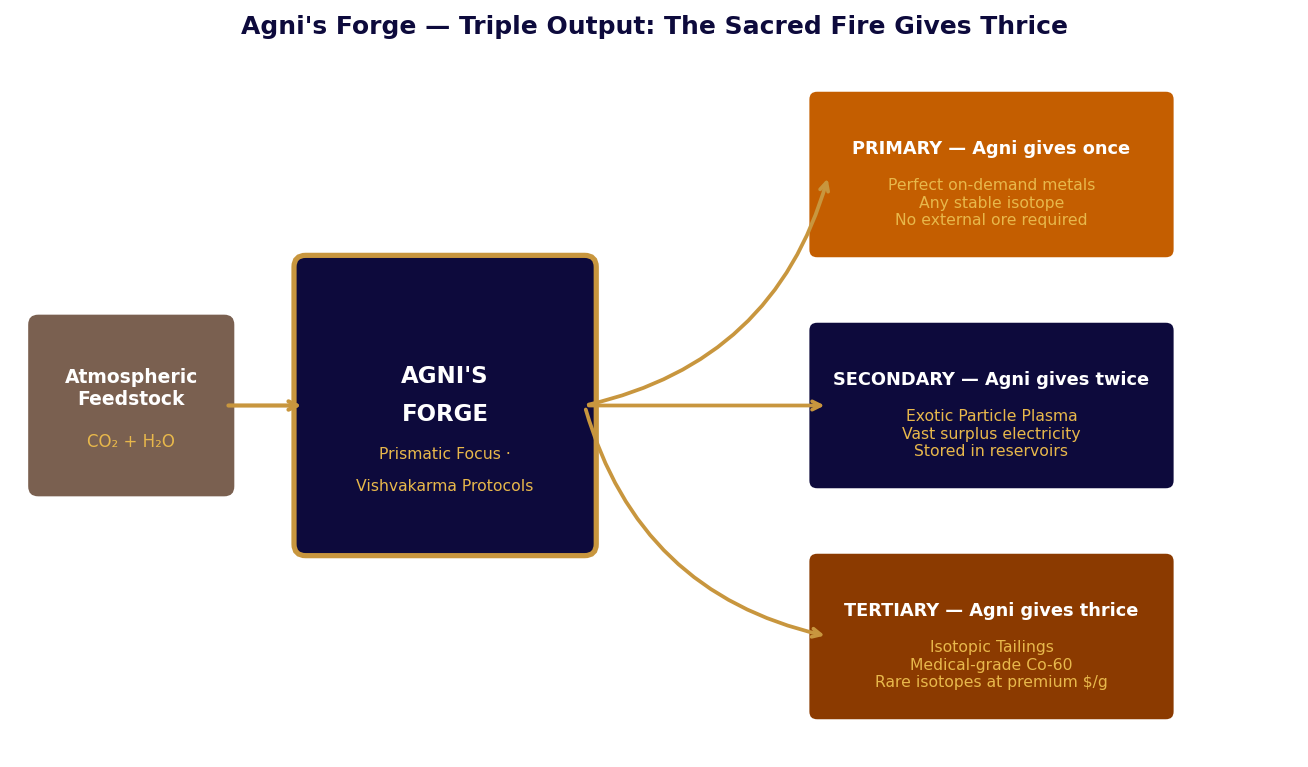 Agni's Forge — Triple Output: The Sacred Fire Gives Thrice
Atmospheric
Feedstock
CO₂ + H₂O
AGNI'S
FORGE
Prismatic Focus ·
Vishvakarma Protocols
PRIMARY — Agni gives once
Perfect on-demand metals
Any stable isotope
No external ore required
SECONDARY — Agni gives twice
Exotic Particle Plasma
Vast surplus electricity
Stored in reservoirs
TERTIARY — Agni gives thrice
Isotopic Tailings
Medical-grade Co-60
Rare isotopes at premium $/g